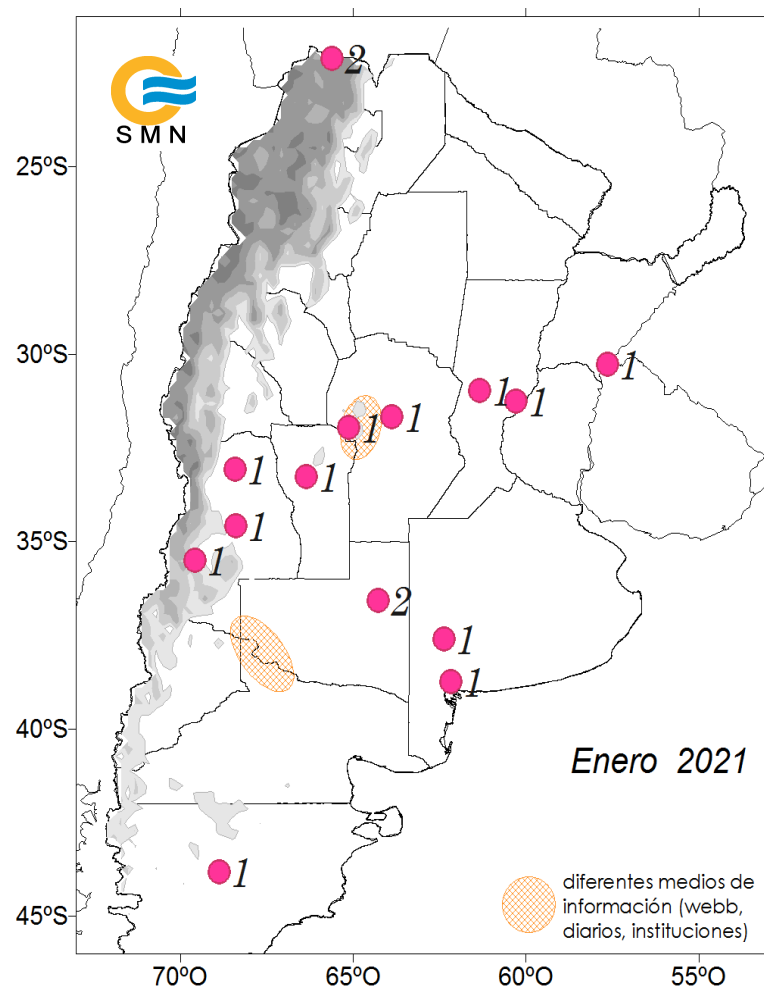 2
SMN
25ºS
30ºS
1
1
1
1
1
1
1
1
35ºS
1
2
1
1
40ºS
Enero 2021
1
diferentes medios de
información (webb,
diarios, instituciones)
45ºS
70ºO
65ºO
60ºO
55ºO